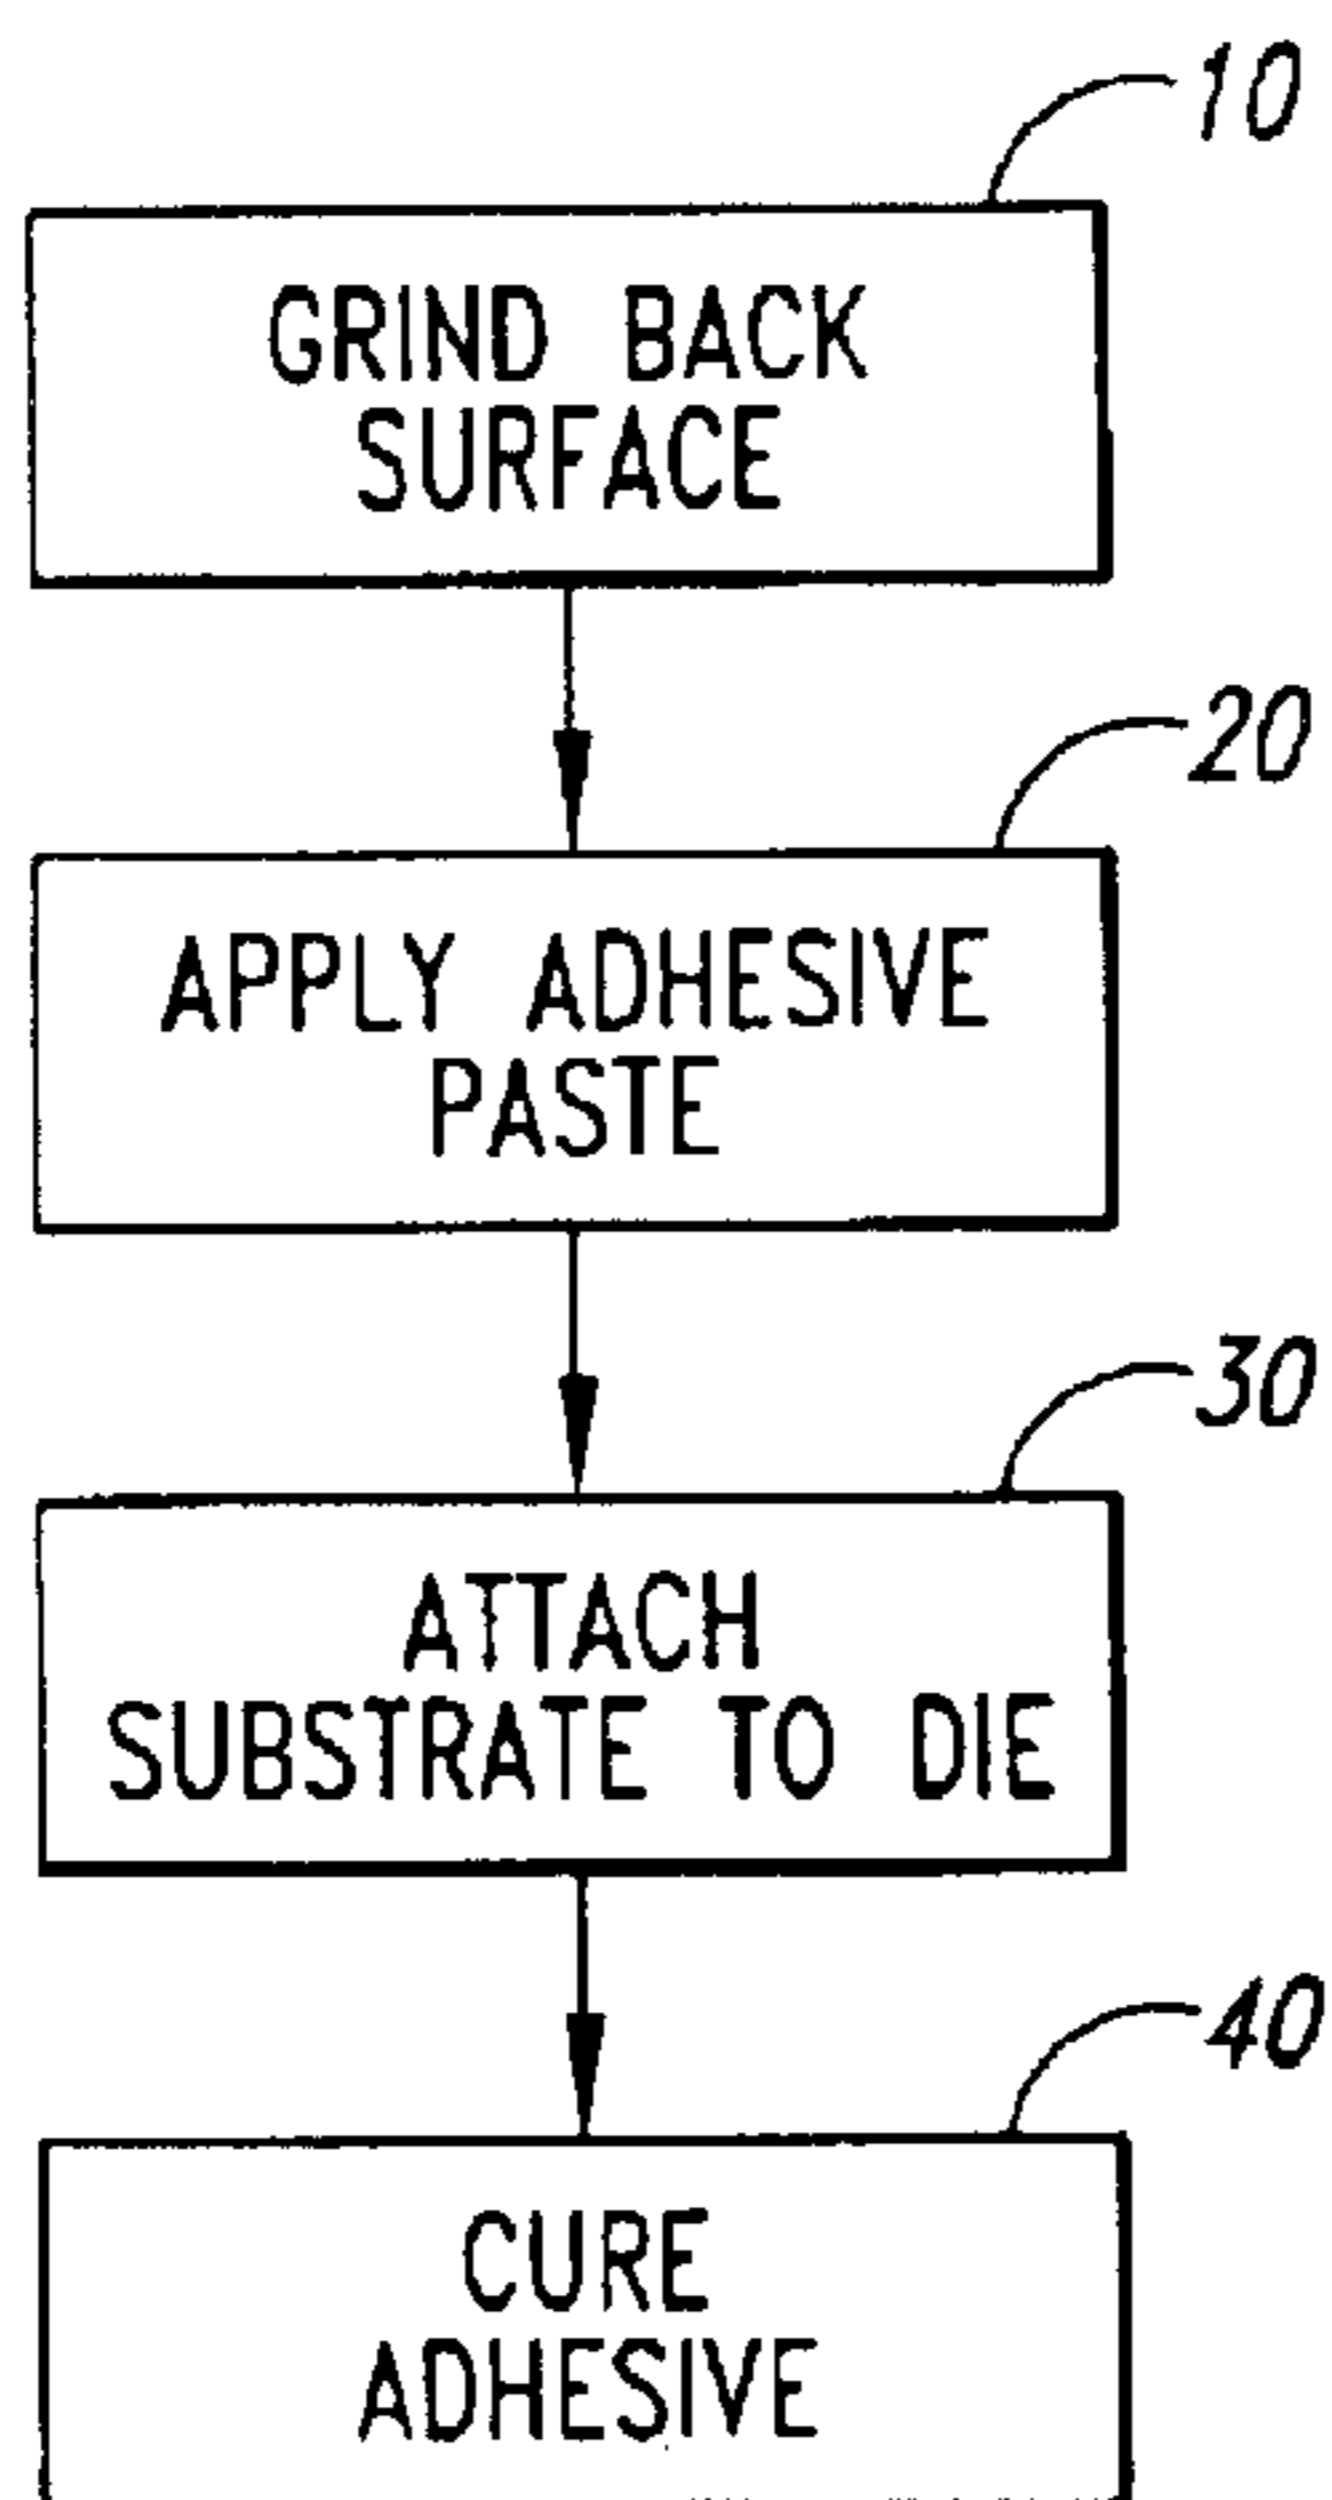 10
GRIND BACK
SURFACE
20
APPLY ADHESIVE
PASTE
30
ATTACH
SUBSTRATE TO DIE
40
CURE
ADHESIVE